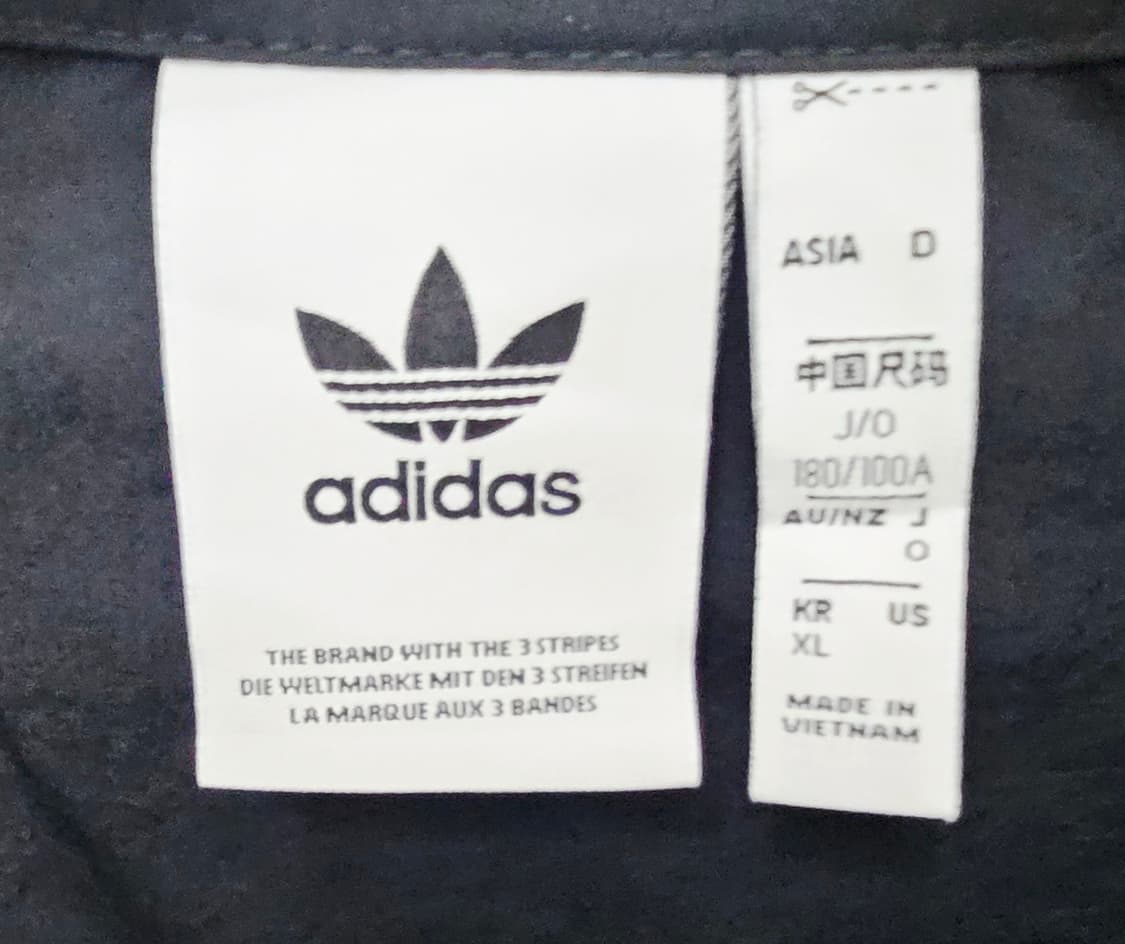 adidas
THE BRAND WITH THE 3 STRIPES
DIE WELTMARKE MIT DEN 3 STREIFEN
LA MARQUE AUX 3 BANDES
ASIA D
中国尺码
J/O
180/100A
AU/NZ J
O
KR US
XL
MADE IN
VIETNAM